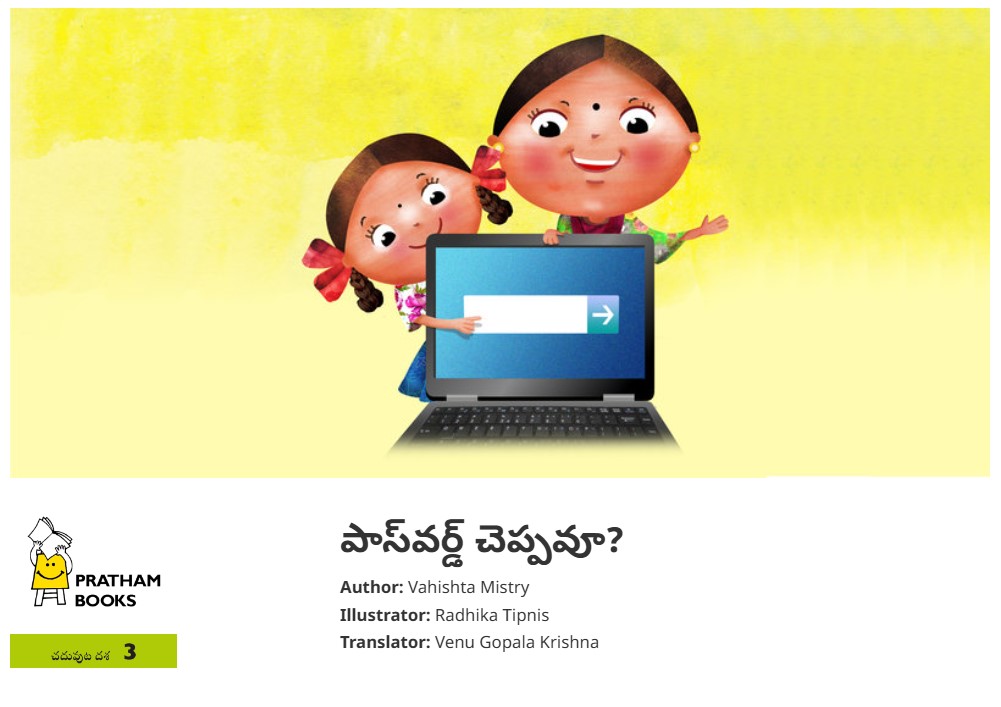 పాస్‌వర్డ్ చెప్పవూ?
Author: Vahishta Mistry
Illustrator: Radhika Tipnis
Translator: Venu Gopala Krishna
PRATHAM
BOOKS
చదువుట దశ 3